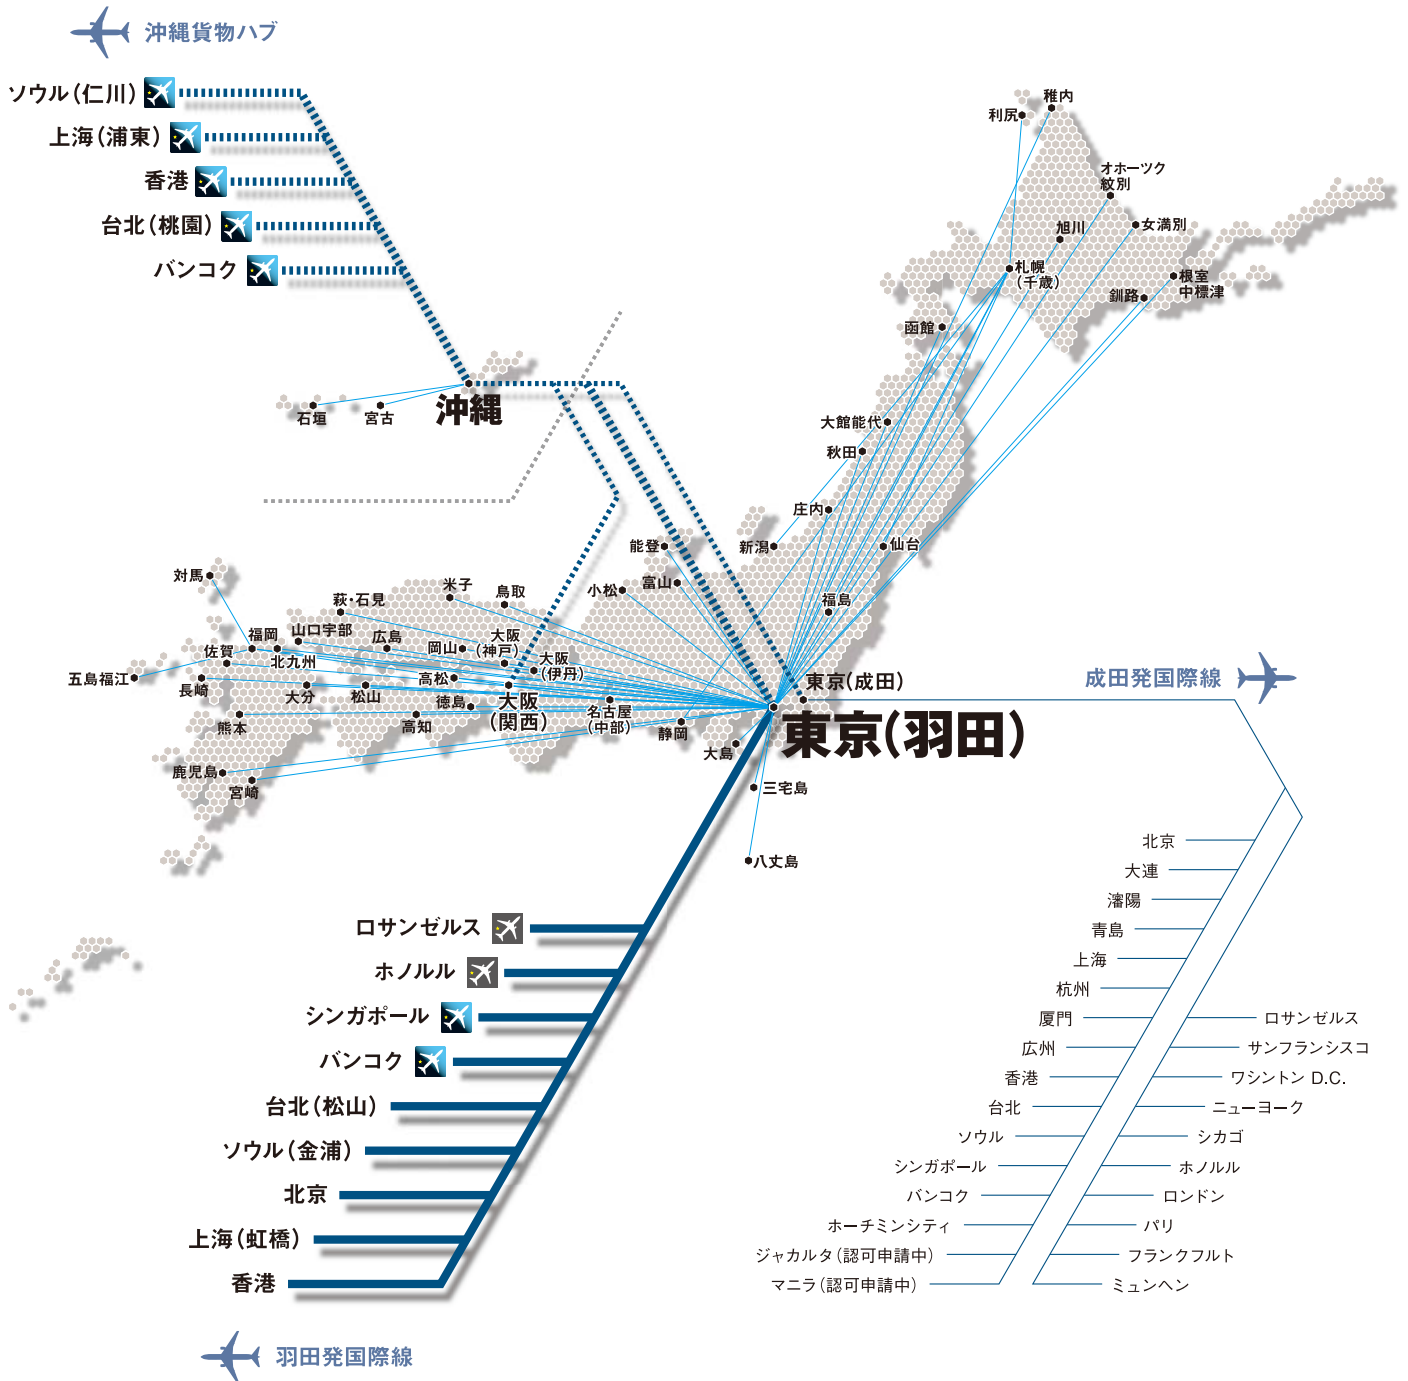 沖縄貨物ハブ
ソウル（仁川）
上海（浦東）
香港
台北（桃園）
バンコク
稚内
利尻
オホーツク
紋別
女満別
旭川
札幌
（千歳）
根室
中標津
釧路
函館
石垣
宮古
沖縄
大館能代
秋田
庄内
仙台
新潟
能登
富山
小松
福島
対馬
萩・石見
米子
鳥取
山口宇部
広島
岡山
大阪
（神戸）
大阪
（伊丹）
福岡
北九州
佐賀
五島福江
長崎
大分
松山
高松
徳島
大阪
（関西）
名古屋
（中部）
静岡
熊本
高知
鹿児島
宮崎
東京（成田）
東京（羽田）
大島
三宅島
八丈島
成田発国際線
北京
大連
瀋陽
青島
上海
杭州
厦門
広州
香港
台北
ソウル
シンガポール
バンコク
ホーチミンシティ
ジャカルタ（認可申請中）
マニラ（認可申請中）
ロサンゼルス
サンフランシスコ
ワシントン D.C.
ニューヨーク
シカゴ
ホノルル
ロンドン
パリ
フランクフルト
ミュンヘン
ロサンゼルス
ホノルル
シンガポール
バンコク
台北（松山）
ソウル（金浦）
北京
上海（虹橋）
香港
羽田発国際線